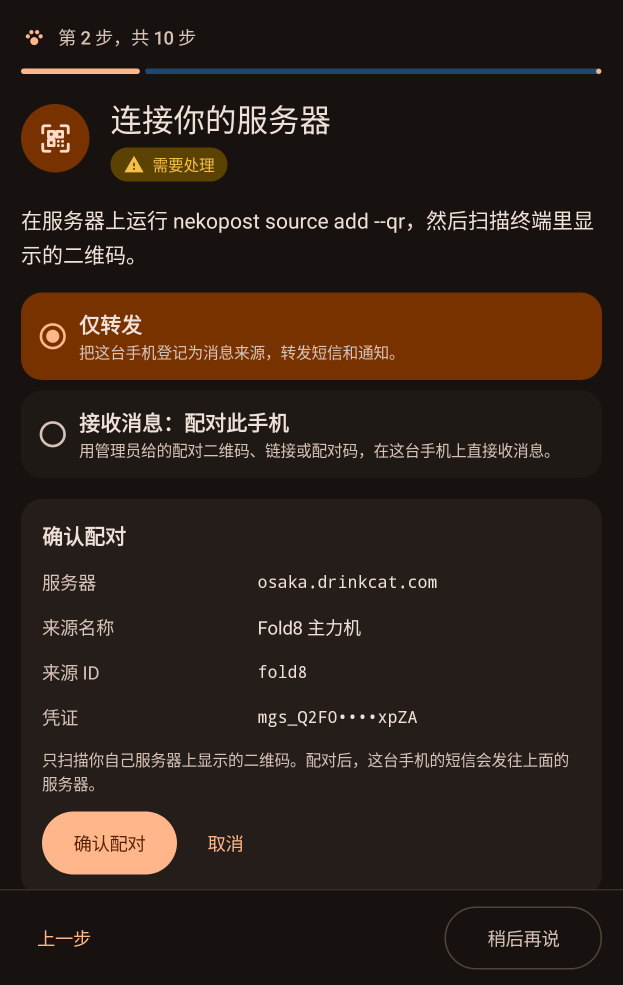 第 2 步，共 10 步
连接你的服务器
需要处理
在服务器上运行 nekopost source add --qr，然后扫描终端里显
示的二维码。
仅转发
把这台手机登记为消息来源，转发短信和通知。
接收消息：配对此手机
用管理员给的配对二维码、链接或配对码，在这台手机上直接接收消息。
确认配对
服务器 osaka.drinkcat.com
来源名称 Fold8 主力机
来源 ID fold8
凭证 mgs_Q2FO••••xpZA
只扫描你自己服务器上显示的二维码。配对后，这台手机的短信会发往上面的
服务器。
确认配对 取消
上一步 稍后再说